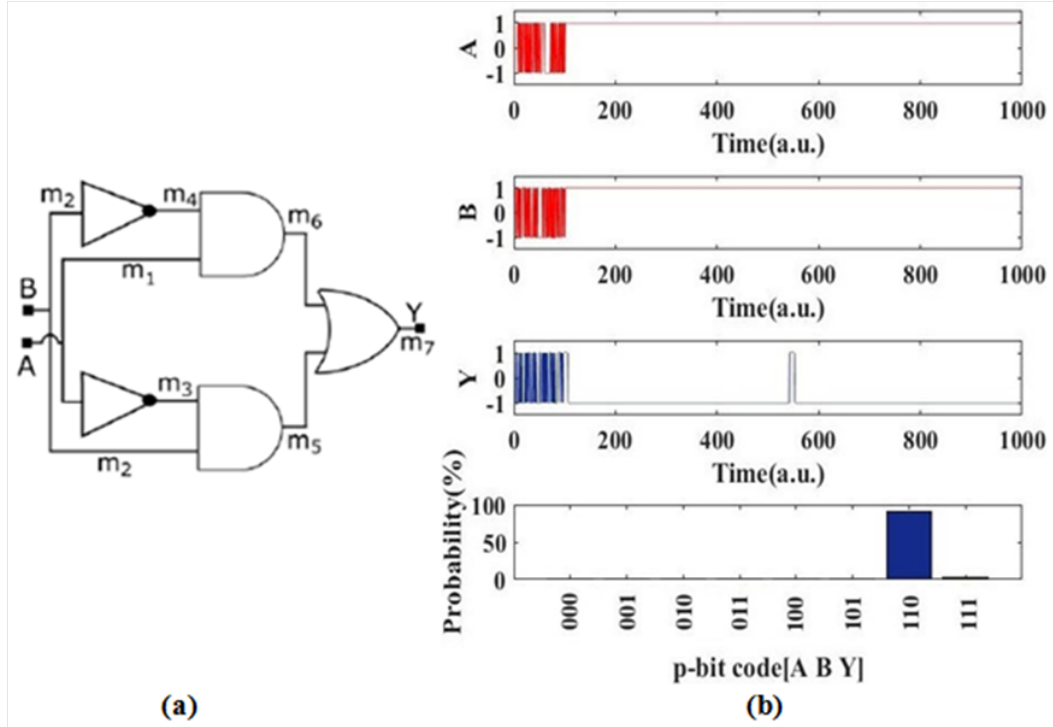 m₂
m₄
m₆
m₁
B
A
Y
m₇
m₃
m₅
m₂
(a)
A
1
0
-1
0 200 400 600 800 1000
Time(a.u.)
B
1
0
-1
0 200 400 600 800 1000
Time(a.u.)
Y
1
0
-1
0 200 400 600 800 1000
Time(a.u.)
Probability(%)
100
50
0
000 001 010 011 100 101 110 111
p-bit code[A B Y]
(b)